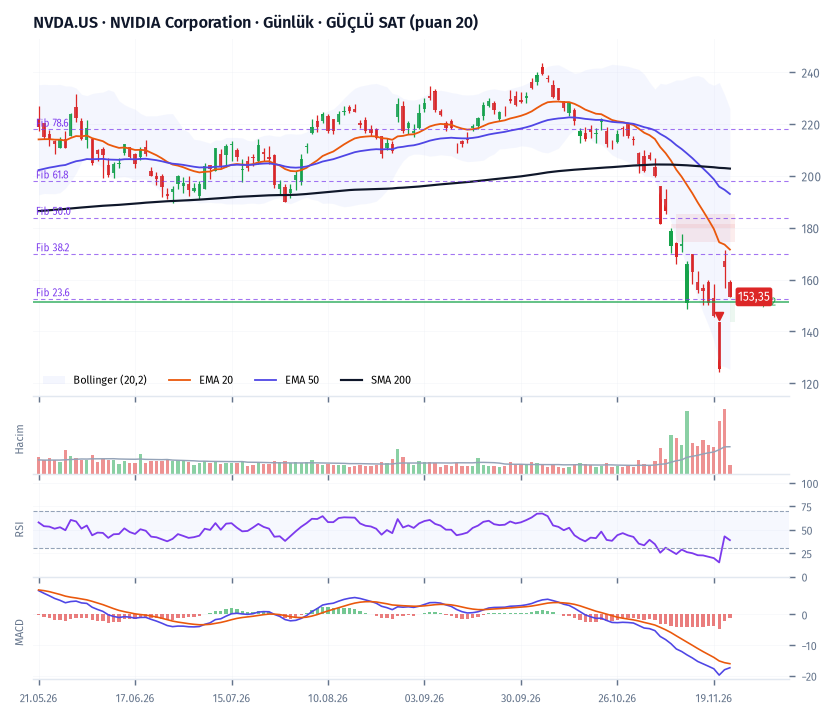 NVDA.US · NVIDIA Corporation · Günlük · GÜÇLÜ SAT (puan 20)
240
Fib 78.6
220
Fib 61.8
200
Fib 50.0
180
Fib 38.2
160
Fib 23.6
153,35
140
120
Bollinger (20,2) EMA 20 EMA 50 SMA 200
Hacim
100
75
RSI
50
25
0
MACD
0
-10
-20
21.05.26 17.06.26 15.07.26 10.08.26 03.09.26 30.09.26 26.10.26 19.11.26